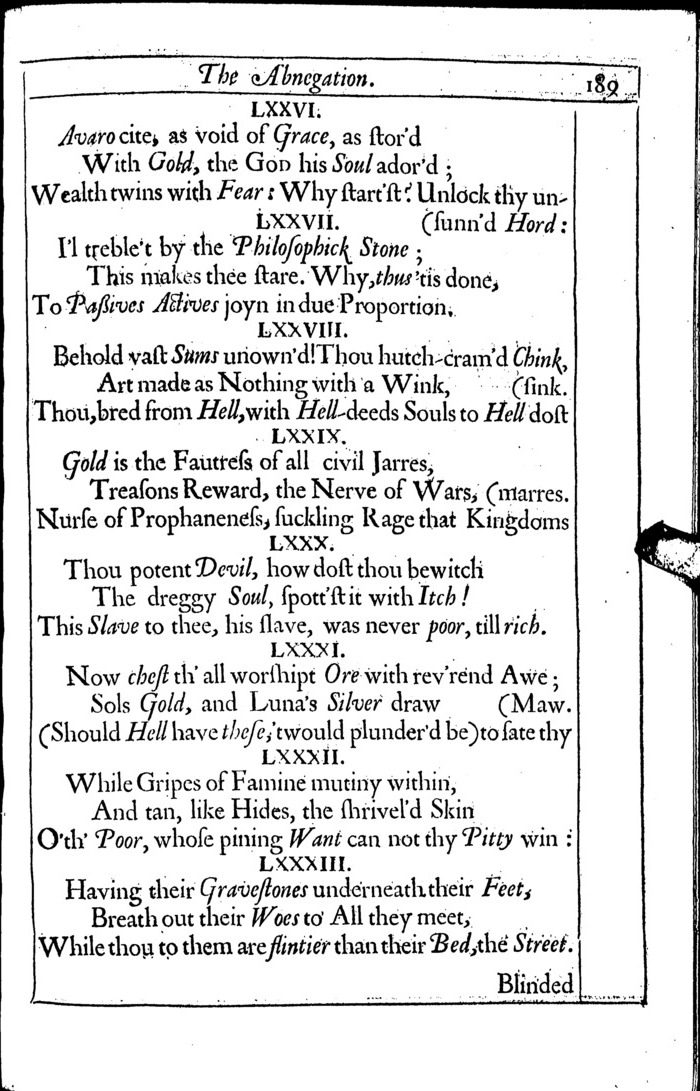 The Abnegation. 189
LXXVI.
Avaro cite, as void of Grace, as ſtor'd
With Gold, the God his Soul ador'd ;
Wealth twins with Fear : Why ſtart'ſt? Unlock thy un-
LXXVII. (ſunn'd Hord :
I'l treble't by the Philoſophick Stone ;
This makes thee ſtare. Why, thus 'tis done,
To Paſſives Actives joyn in due Proportion.
LXXVIII.
Behold vaſt Sums unown'd! Thou hutch-cram'd Chink,
Art made as Nothing with a Wink, (ſink.
Thou, bred from Hell, with Hell-deeds Souls to Hell doſt
LXXIX.
Gold is the Fautreſs of all civil Jarres,
Treaſons Reward, the Nerve of Wars, (marres.
Nurſe of Prophaneneſs, ſuckling Rage that Kingdoms
LXXX.
Thou potent Devil, how doſt thou bewitch
The dreggy Soul, ſpott'ſt it with Itch !
This Slave to thee, his ſlave, was never poor, till rich.
LXXXI.
Now cheſt th' all worſhipt Ore with rev'rend Awe ;
Sols Gold, and Luna's Silver draw (Maw.
(Should Hell have theſe, 'twould plunder'd be) to ſate thy
LXXXII.
While Gripes of Famine mutiny within,
And tan, like Hides, the ſhrivel'd Skin
O'th' Poor, whoſe pining Want can not thy Pitty win :
LXXXIII.
Having their Graveſtones underneath their Feet,
Breath out their Woes to All they meet,
While thou to them are flintier than their Bed, the Street.
Blinded